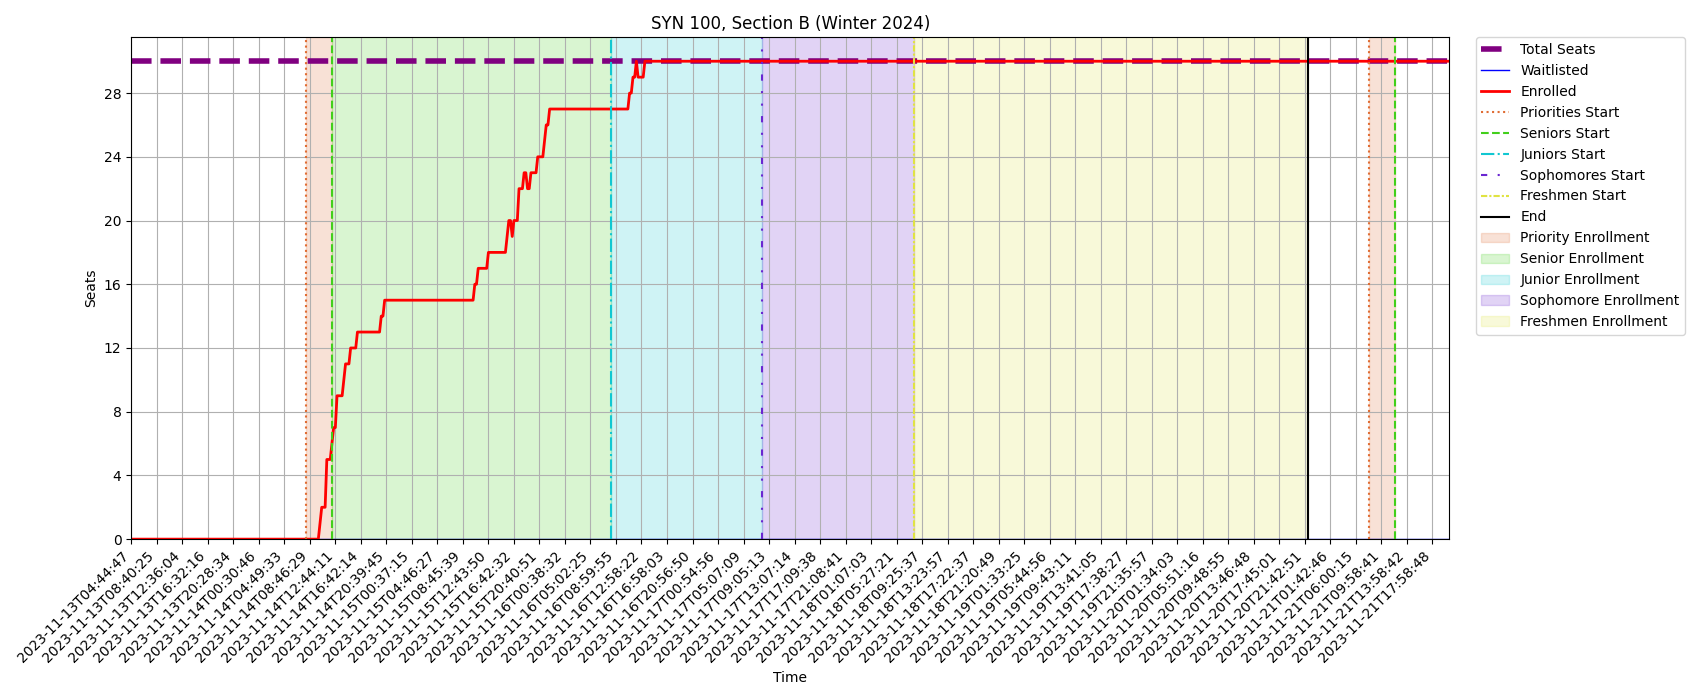 SYN 100, Section B (Winter 2024)
Seats
28
24
20
16
12
8
4
0
2023-11-13T04:44:47
2023-11-13T08:40:25
2023-11-13T12:36:04
2023-11-13T16:32:16
2023-11-13T20:28:34
2023-11-14T00:30:46
2023-11-14T04:49:33
2023-11-14T08:46:29
2023-11-14T12:44:11
2023-11-14T16:42:14
2023-11-14T20:39:45
2023-11-15T00:37:15
2023-11-15T04:46:27
2023-11-15T08:45:39
2023-11-15T12:43:50
2023-11-15T16:42:32
2023-11-15T20:40:51
2023-11-16T00:38:32
2023-11-16T05:02:25
2023-11-16T08:59:55
2023-11-16T12:58:22
2023-11-16T16:58:03
2023-11-16T20:56:50
2023-11-17T00:54:56
2023-11-17T05:07:09
2023-11-17T09:05:13
2023-11-17T13:07:14
2023-11-17T17:09:38
2023-11-17T21:08:41
2023-11-18T01:07:03
2023-11-18T05:27:21
2023-11-18T09:25:37
2023-11-18T13:23:57
2023-11-18T17:22:37
2023-11-18T21:20:49
2023-11-19T01:33:25
2023-11-19T05:44:56
2023-11-19T09:43:11
2023-11-19T13:41:05
2023-11-19T17:38:27
2023-11-19T21:35:57
2023-11-20T01:34:03
2023-11-20T05:51:16
2023-11-20T09:48:55
2023-11-20T13:46:48
2023-11-20T17:45:01
2023-11-20T21:42:51
2023-11-21T01:42:46
2023-11-21T06:00:15
2023-11-21T09:58:41
2023-11-21T13:58:42
2023-11-21T17:58:48
Time
Total Seats
Waitlisted
Enrolled
Priorities Start
Seniors Start
Juniors Start
Sophomores Start
Freshmen Start
End
Priority Enrollment
Senior Enrollment
Junior Enrollment
Sophomore Enrollment
Freshmen Enrollment